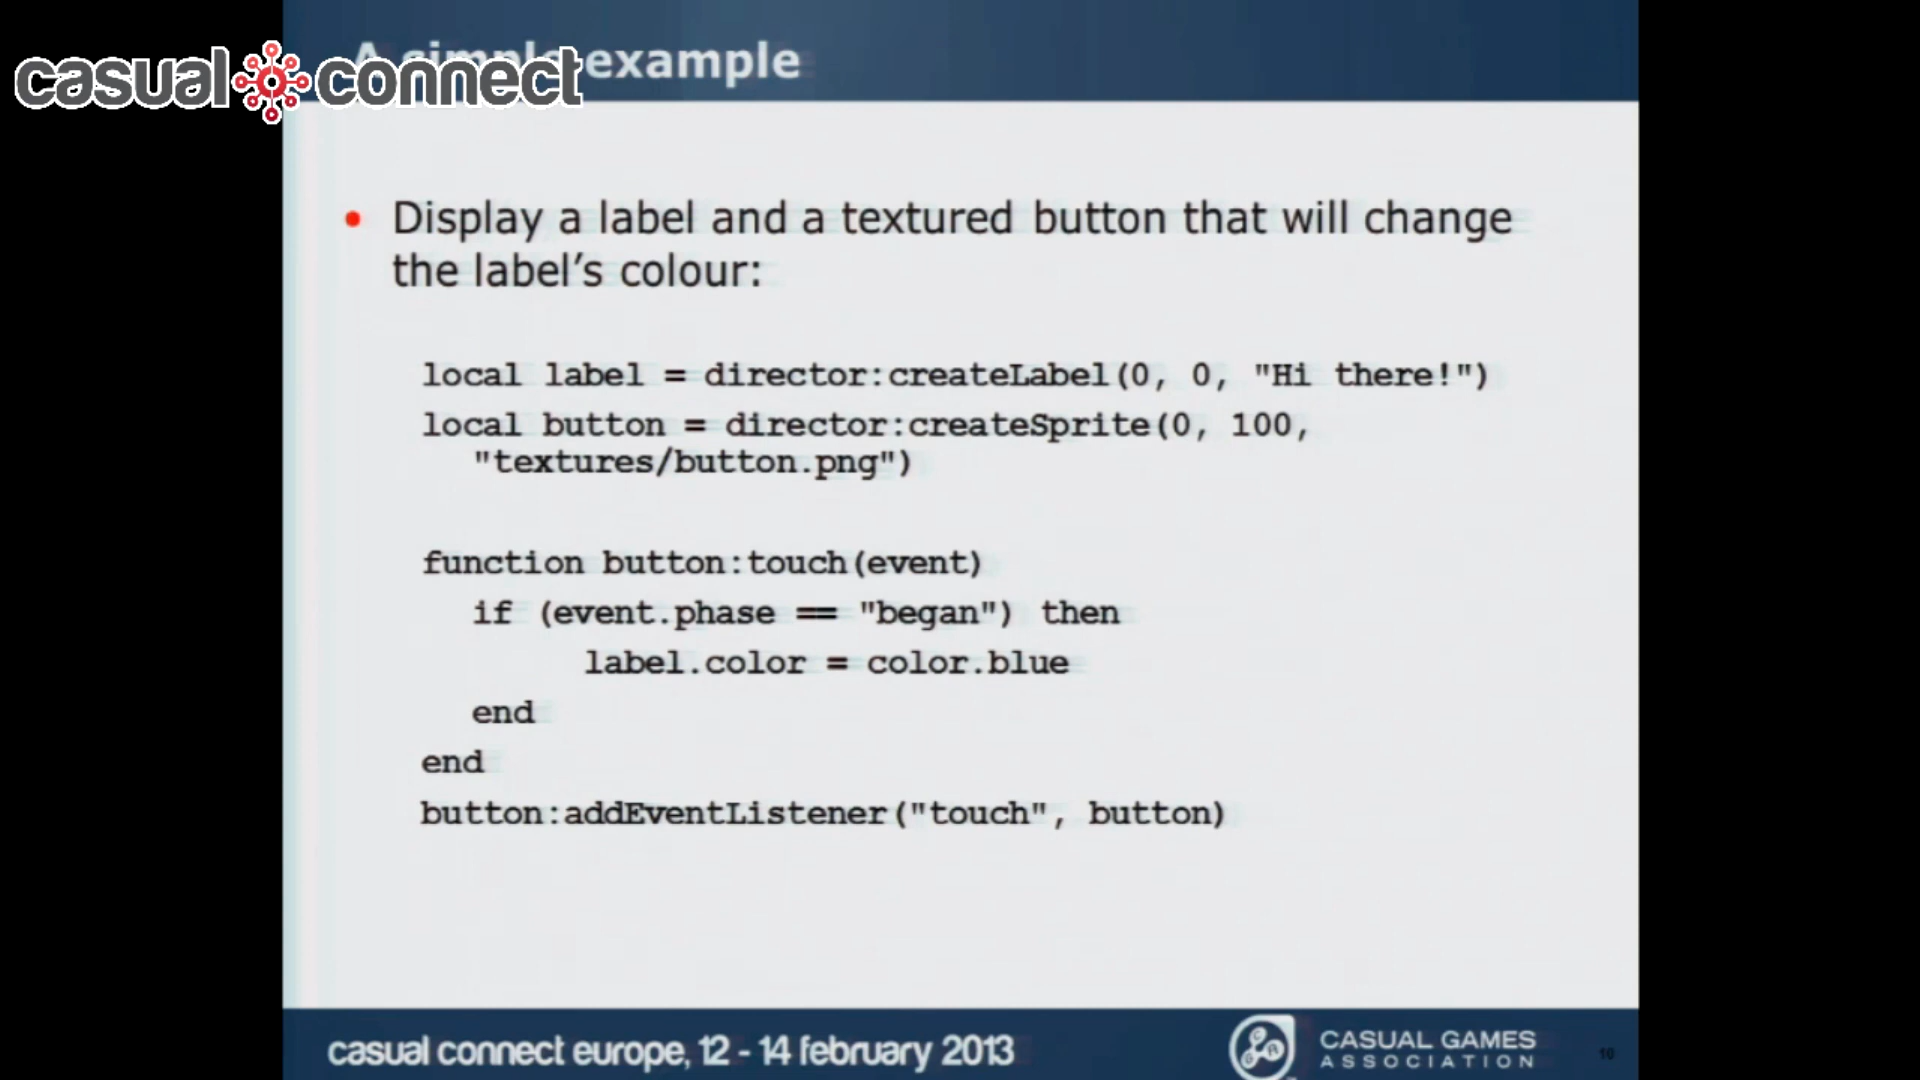 A simple example
casual connect
• Display a label and a textured button that will change
the label's colour:
local label = director:createLabel(0, 0, "Hi there!")
local button = director:createSprite(0, 100,
"textures/button.png")
function button:touch(event)
if (event.phase == "began") then
label.color = color.blue
end
end
button:addEventListener("touch", button)
casual connect europe, 12 - 14 february 2013
CASUAL GAMES
ASSOCIATION